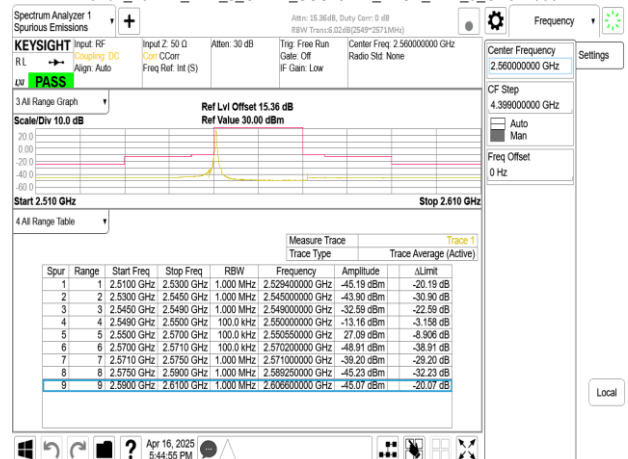 Spectrum Analyzer 1
Spurious Emissions
Attn: 15.36dB, Duty Corr: 0 dB
RBW Trans:6.02dB(2549~2571MHz)
Frequency
KEYSIGHT
Input: RF
Input Z: 50 Ω
Atten: 30 dB
Trig: Free Run
Center Freq: 2.560000000 GHz
RL
Coupling: DC
Corr CCorr
Gate: Off
Radio Std: None
Align: Auto
Freq Ref: Int (S)
IF Gain: Low
LXI
PASS
Center Frequency
2.560000000 GHz
Settings
CF Step
4.399000000 GHz
Auto
Man
Freq Offset
0 Hz
3 All Range Graph
Ref Lvl Offset 15.36 dB
Scale/Div 10.0 dB
Ref Value 30.00 dBm
20.0
0.00
-20.0
-40.0
-60.0
Start 2.510 GHz
Stop 2.610 GHz
4 All Range Table
Measure Trace Trace 1
Trace Type Trace Average (Active)
Spur Range Start Freq Stop Freq RBW Frequency Amplitude ΔLimit
1 1 2.5100 GHz 2.5300 GHz 1.000 MHz 2.529400000 GHz -45.19 dBm -20.19 dB
2 2 2.5300 GHz 2.5450 GHz 1.000 MHz 2.545000000 GHz -43.90 dBm -30.90 dB
3 3 2.5450 GHz 2.5490 GHz 1.000 MHz 2.549000000 GHz -32.59 dBm -22.59 dB
4 4 2.5490 GHz 2.5500 GHz 100.0 kHz 2.550000000 GHz -13.16 dBm -3.158 dB
5 5 2.5500 GHz 2.5700 GHz 100.0 kHz 2.550550000 GHz 27.09 dBm -8.906 dB
6 6 2.5700 GHz 2.5710 GHz 100.0 kHz 2.570200000 GHz -48.91 dBm -38.91 dB
7 7 2.5710 GHz 2.5750 GHz 1.000 MHz 2.571000000 GHz -39.20 dBm -29.20 dB
8 8 2.5750 GHz 2.5900 GHz 1.000 MHz 2.589250000 GHz -45.23 dBm -32.23 dB
9 9 2.5900 GHz 2.6100 GHz 1.000 MHz 2.606600000 GHz -45.07 dBm -20.07 dB
Local
Apr 16, 2025
5:44:55 PM